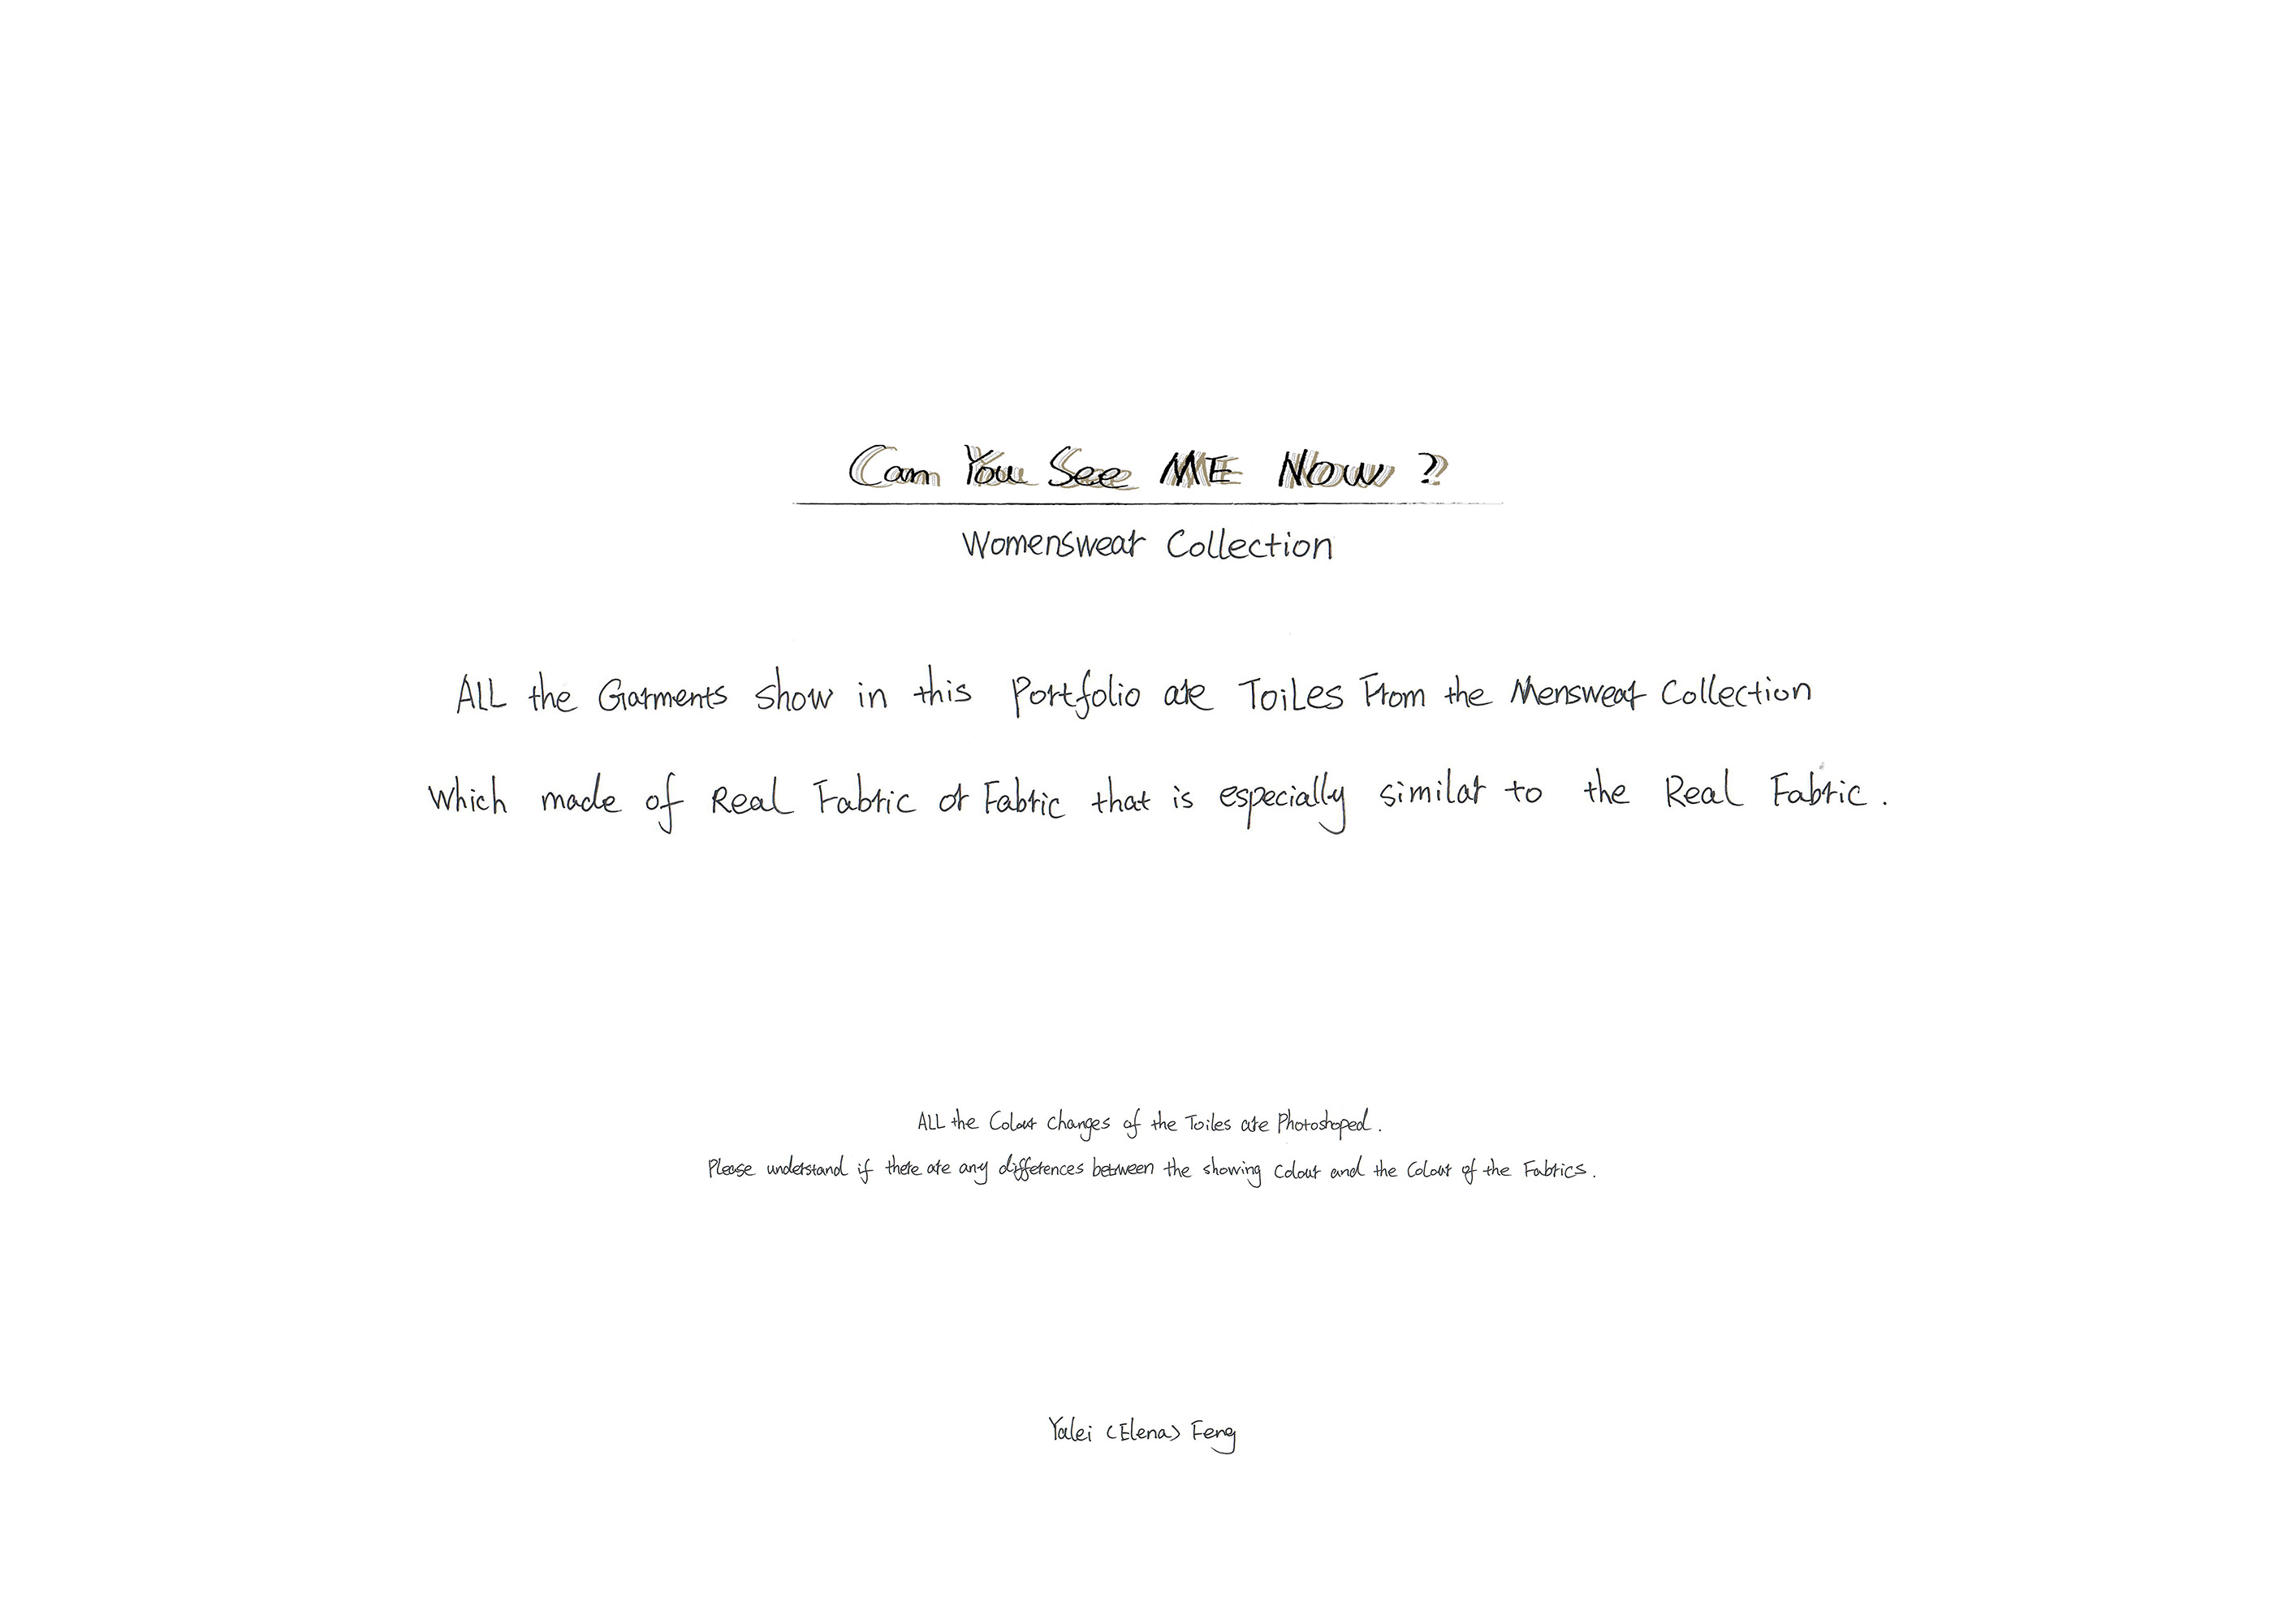 Can You See ME Now ?
Womenswear Collection
ALL the Garments show in this Portfolio are Toiles From the Menswear Collection
which made of Real Fabric or Fabric that is especially similar to the Real Fabric .
ALL the Colour Changes of the Toiles are Photoshoped .
Please understand if there are any differences between the showing Colour and the Colour of the Fabrics .
Yalei (Elena) Feng